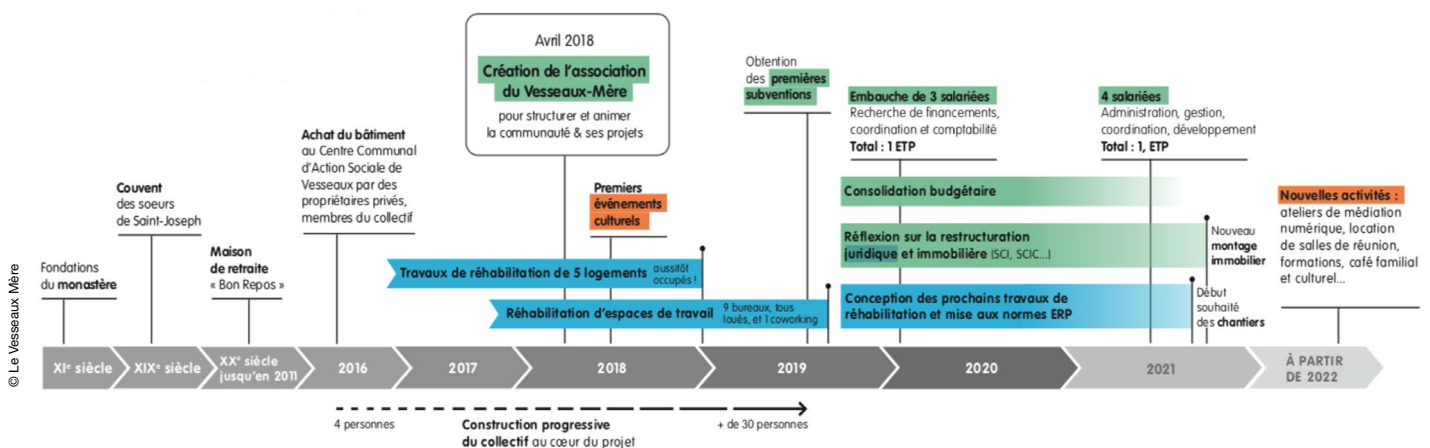 Fondations
du monastère
Couvent
des soeurs
de Saint-Joseph
Maison
de retraite
« Bon Repos »
Achat du bâtiment
au Centre Communal
d'Action Sociale de
Vesseaux par des
propriétaires privés,
membres du collectif
Avril 2018
Création de l'association
du Vesseaux-Mère
pour structurer et animer
la communauté & ses projets
Premiers
événements
culturels
Obtention
des premières
subventions
Embauche de 3 salariées
Recherche de financements,
coordination et comptabilité
Total : 1 ETP
4 salariées
Administration, gestion,
coordination, développement
Total : 1, ETP
Travaux de réhabilitation de 5 logements
aussitôt
occupés !
Réhabilitation d'espaces de travail
9 bureaux, tous
loués, et 1 coworking
Consolidation budgétaire
Réflexion sur la restructuration
juridique et immobilière (SCI, SCIC...)
Nouveau
montage
immobilier
Conception des prochains travaux de
réhabilitation et mise aux normes ERP
Début
souhaité
des chantiers
Nouvelles activités :
ateliers de médiation
numérique, location
de salles de réunion,
formations, café familial
et culturel...
XIe siècle
XIXe siècle
XXe siècle
jusqu'en 2011
2016
2017
2018
2019
2020
2021
À PARTIR
DE 2022
4 personnes
Construction progressive
du collectif au cœur du projet
+ de 30 personnes
© Le Vesseaux Mère